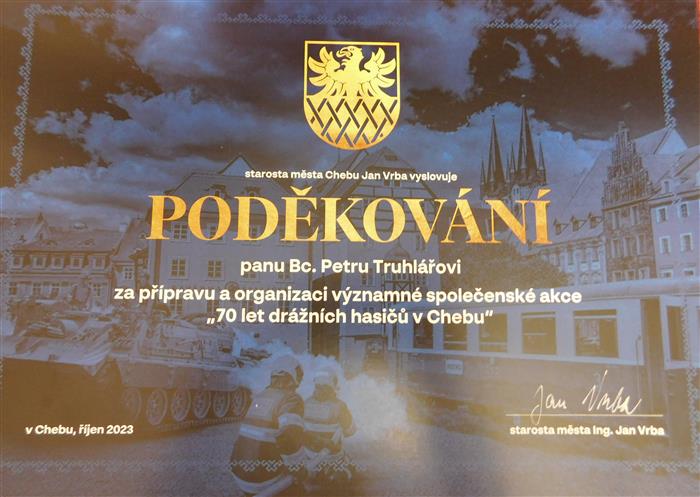 starosta města Chebu Jan Vrba vyslovuje
PODĚKOVÁNÍ
panu Bc. Petru Truhlářovi
za přípravu a organizaci významné společenské akce
„70 let drážních hasičů v Chebu"
Jan Vrba
v Chebu, říjen 2023
starosta města Ing. Jan Vrba